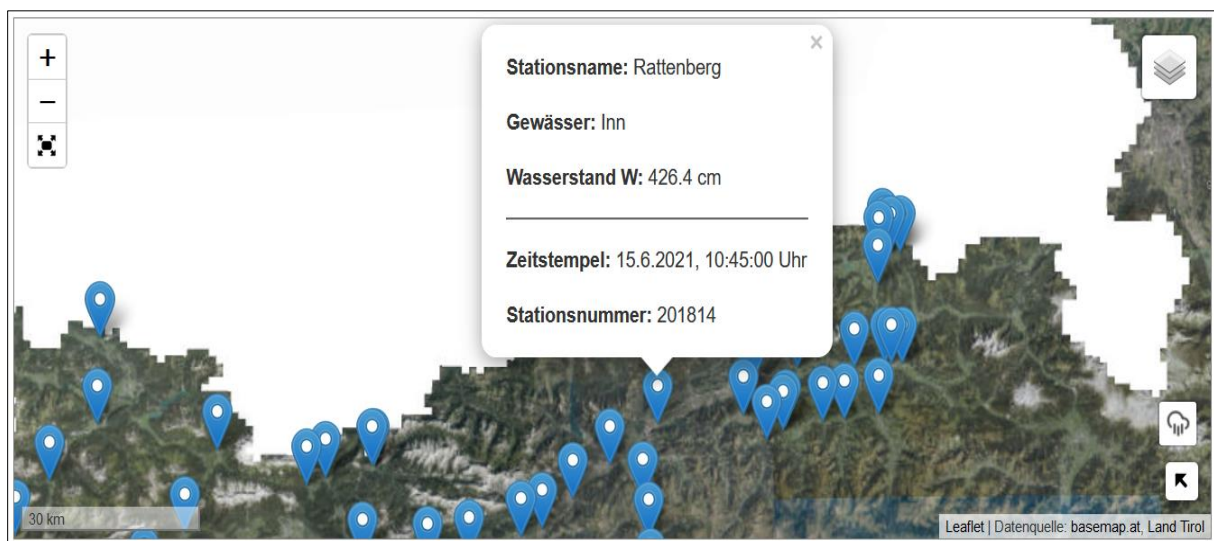 +
−
×
Stationsname: Rattenberg
Gewässer: Inn
Wasserstand W: 426.4 cm
Zeitstempel: 15.6.2021, 10:45:00 Uhr
Stationsnummer: 201814
30 km
Leaflet | Datenquelle: basemap.at, Land Tirol